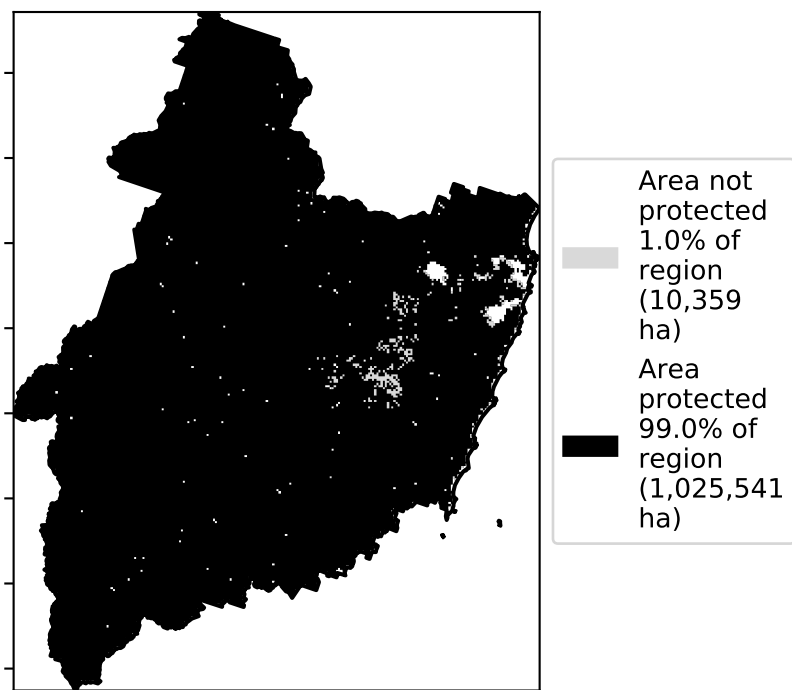 Area not
protected
1.0% of
region
(10,359
ha)
Area
protected
99.0% of
region
(1,025,541
ha)